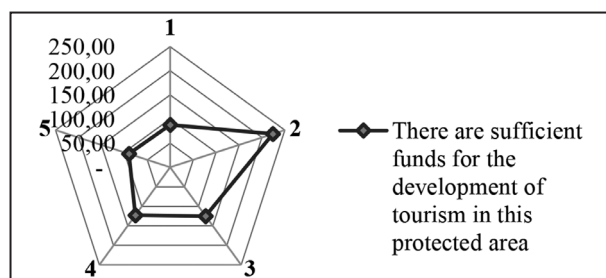 1
250,00
200,00
150,00
100,00
50,00
-
5
2
4
3
There are sufficient
funds for the
development of
tourism in this
protected area